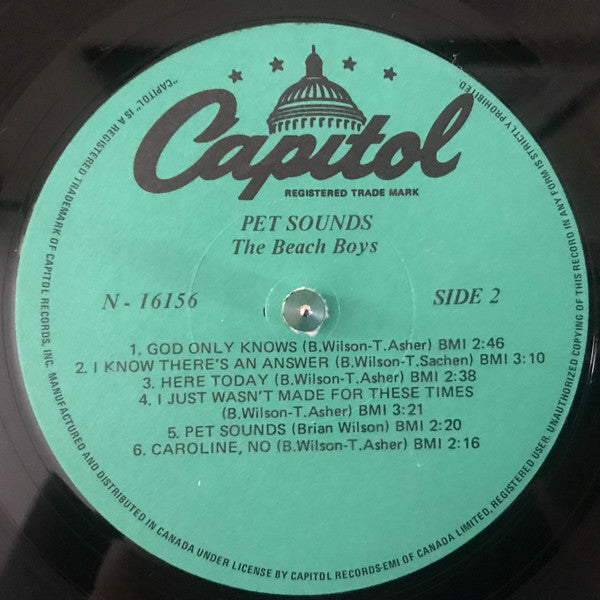 Capitol
REGISTERED TRADE MARK
PET SOUNDS
The Beach Boys
N - 16156
SIDE 2
1. GOD ONLY KNOWS (B.Wilson-T.Asher) BMI 2:46
2. I KNOW THERE'S AN ANSWER (B.Wilson-T.Sachen) BMI 3:10
3. HERE TODAY (B.Wilson-T.Asher) BMI 2:38
4. I JUST WASN'T MADE FOR THESE TIMES
(B.Wilson-T.Asher) BMI 3:21
5. PET SOUNDS (Brian Wilson) BMI 2:20
6. CAROLINE, NO (B.Wilson-T.Asher) BMI 2:16
"CAPITOL" IS A REGISTERED TRADEMARK OF CAPITOL RECORDS, INC. MANUFACTURED AND DISTRIBUTED IN CANADA UNDER LICENSE BY CAPITOL RECORDS-EMI OF CANADA LIMITED, REGISTERED USER. UNAUTHORIZED COPYING OF THIS RECORD IN ANY FORM IS STRICTLY PROHIBITED.